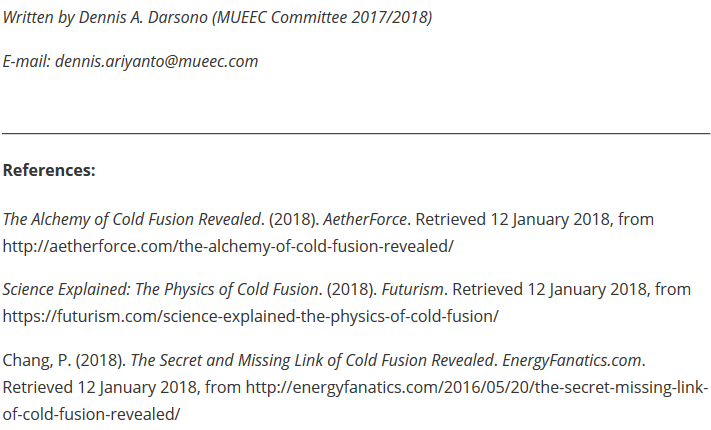 Written by Dennis A. Darsono (MUEEC Committee 2017/2018)
E-mail: dennis.ariyanto@mueec.com
References:
The Alchemy of Cold Fusion Revealed. (2018). AetherForce. Retrieved 12 January 2018, from
http://aetherforce.com/the-alchemy-of-cold-fusion-revealed/
Science Explained: The Physics of Cold Fusion. (2018). Futurism. Retrieved 12 January 2018, from
https://futurism.com/science-explained-the-physics-of-cold-fusion/
Chang, P. (2018). The Secret and Missing Link of Cold Fusion Revealed. EnergyFanatics.com.
Retrieved 12 January 2018, from http://energyfanatics.com/2016/05/20/the-secret-missing-link-
of-cold-fusion-revealed/